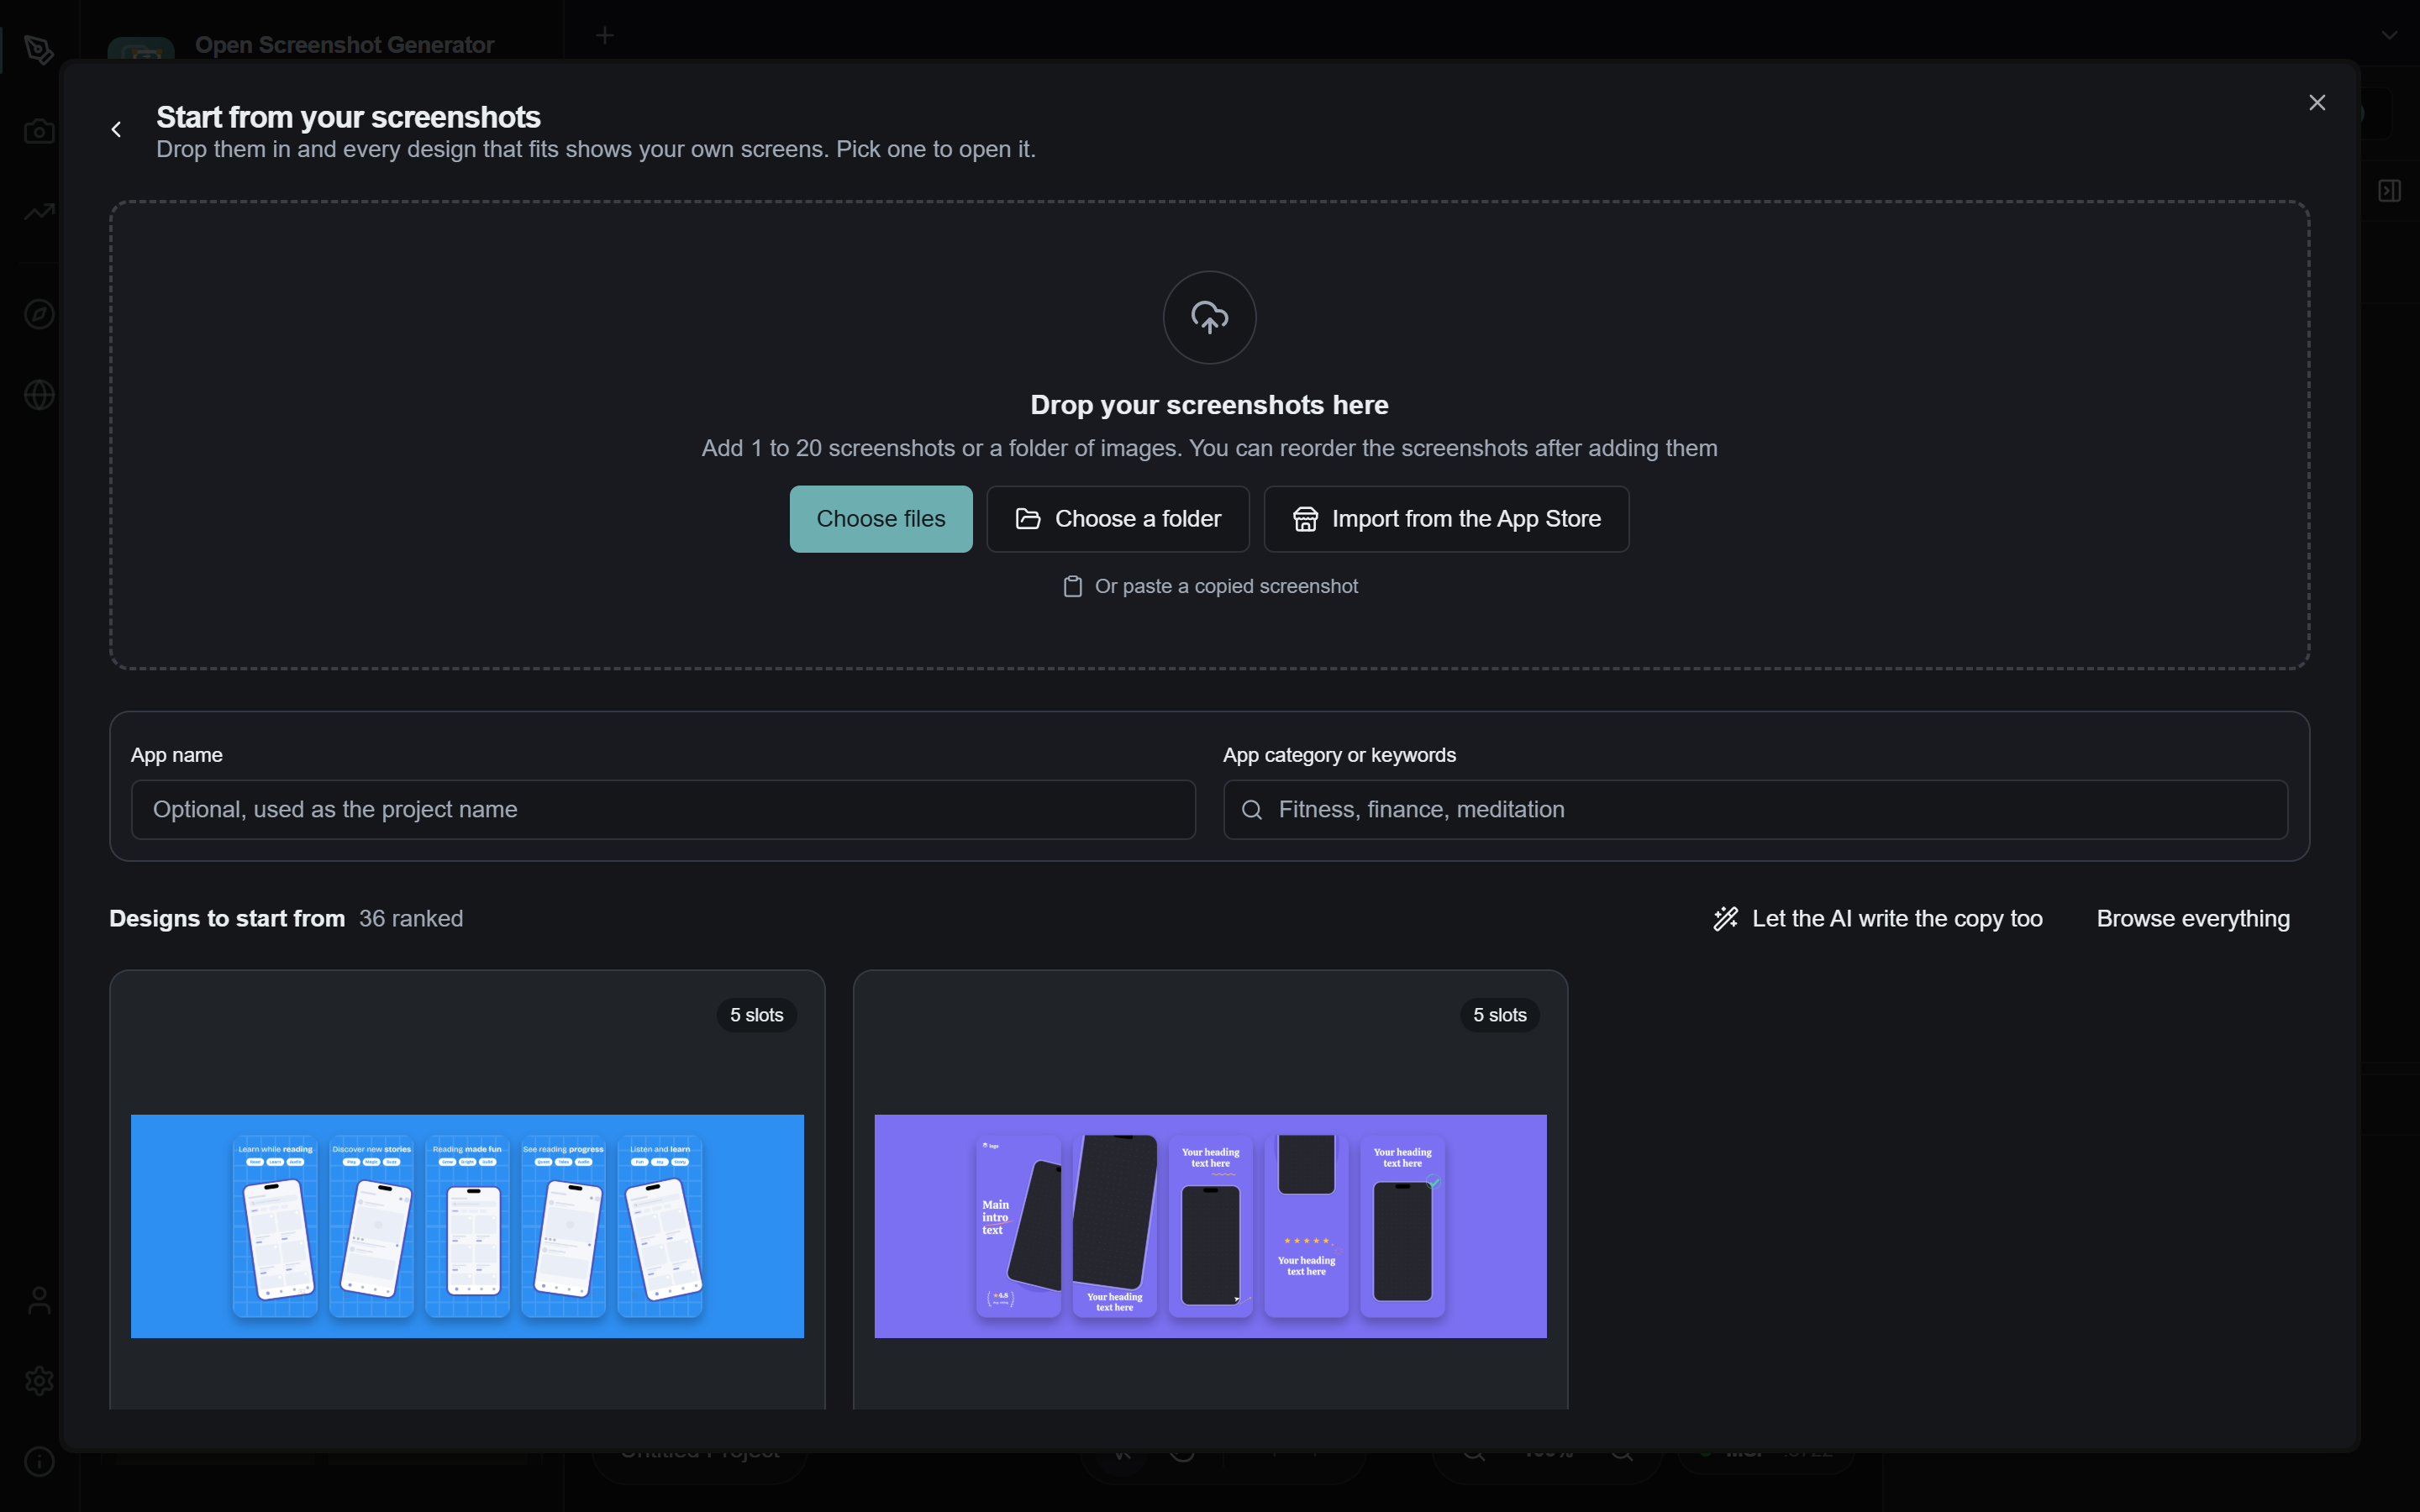 Open Screenshot Generator
Start from your screenshots
Drop them in and every design that fits shows your own screens. Pick one to open it.
Drop your screenshots here
Add 1 to 20 screenshots or a folder of images. You can reorder the screenshots after adding them
Choose files
Choose a folder
Import from the App Store
Or paste a copied screenshot
App name
App category or keywords
Optional, used as the project name
Fitness, finance, meditation
Designs to start from 36 ranked
Let the AI write the copy too
Browse everything
5 slots
5 slots
Learn while reading
Discover new stories
Reading made fun
See reading progress
Listen and learn
Main
intro
text
4.8
Your heading
text here
Your heading
text here
Your heading
text here
Your heading
text here
Untitled Project